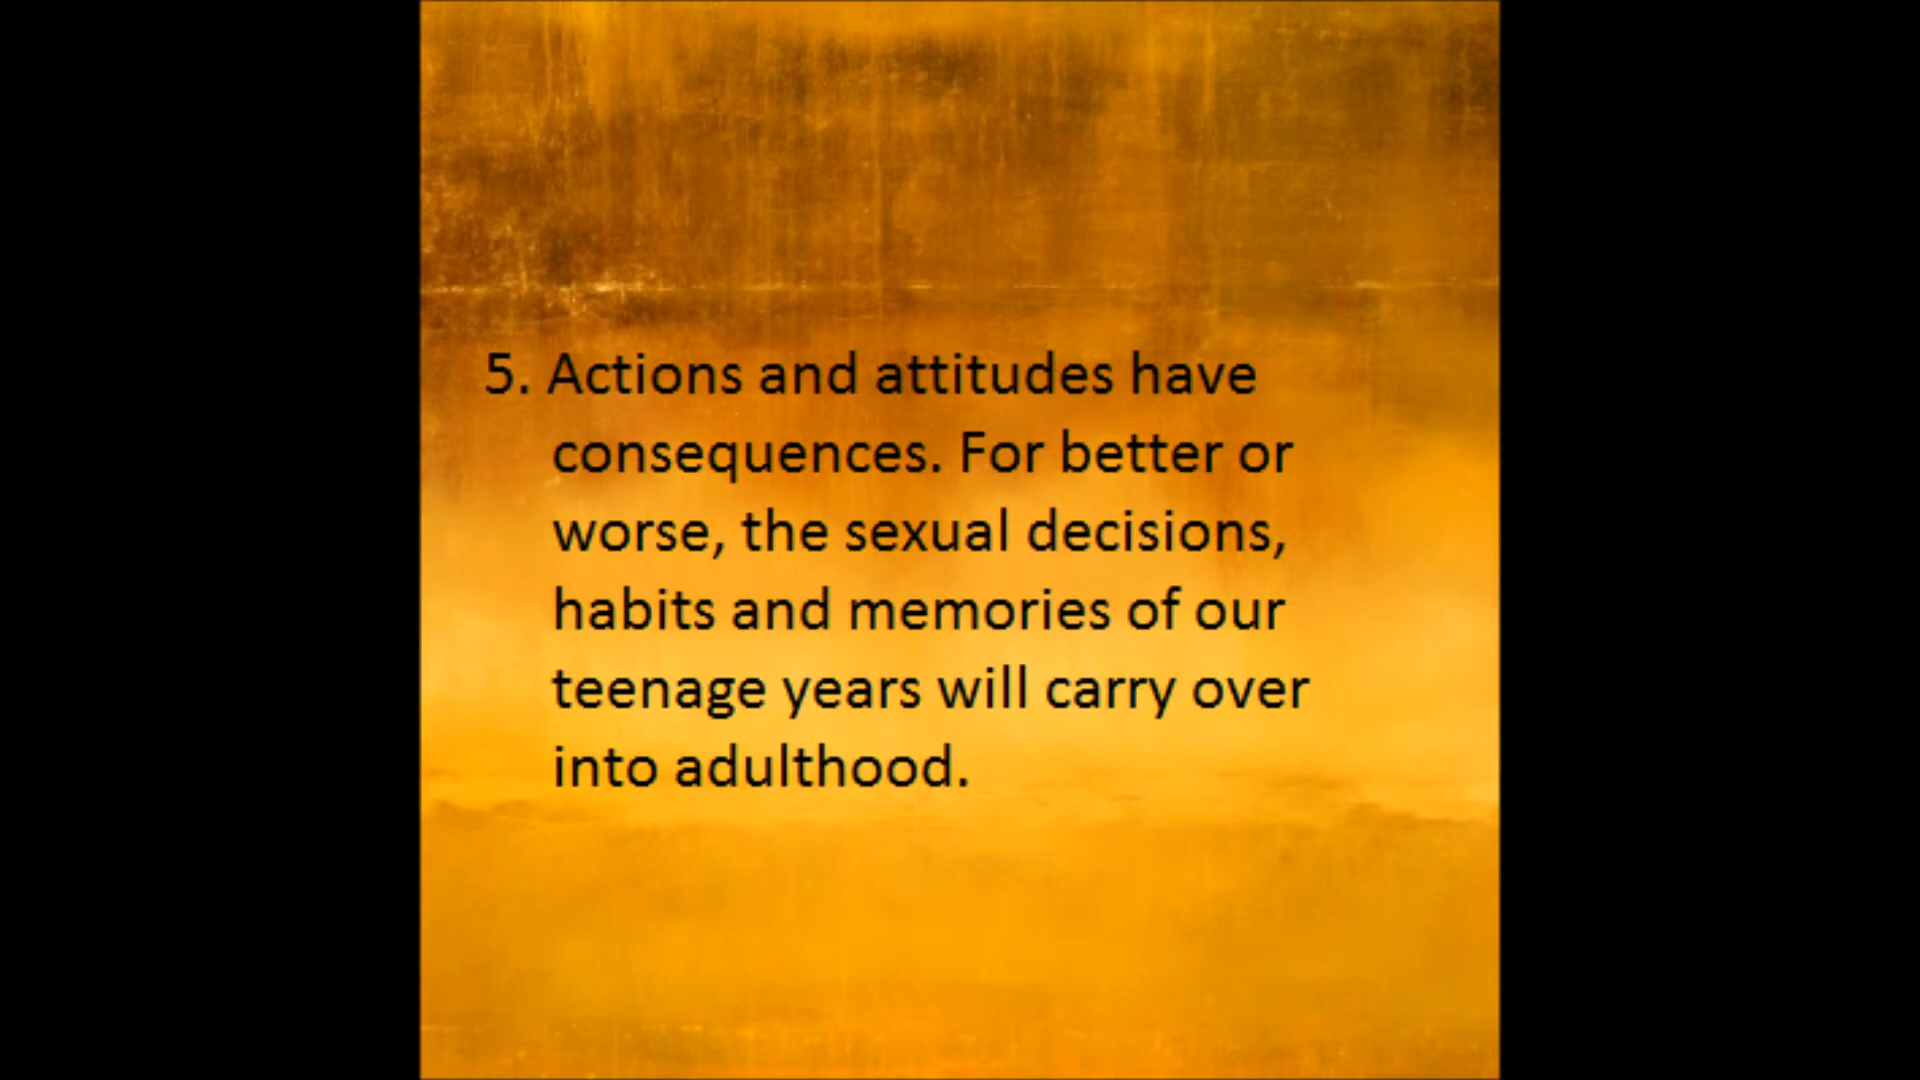 5. Actions and attitudes have
consequences. For better or
worse, the sexual decisions,
habits and memories of our
teenage years will carry over
into adulthood.